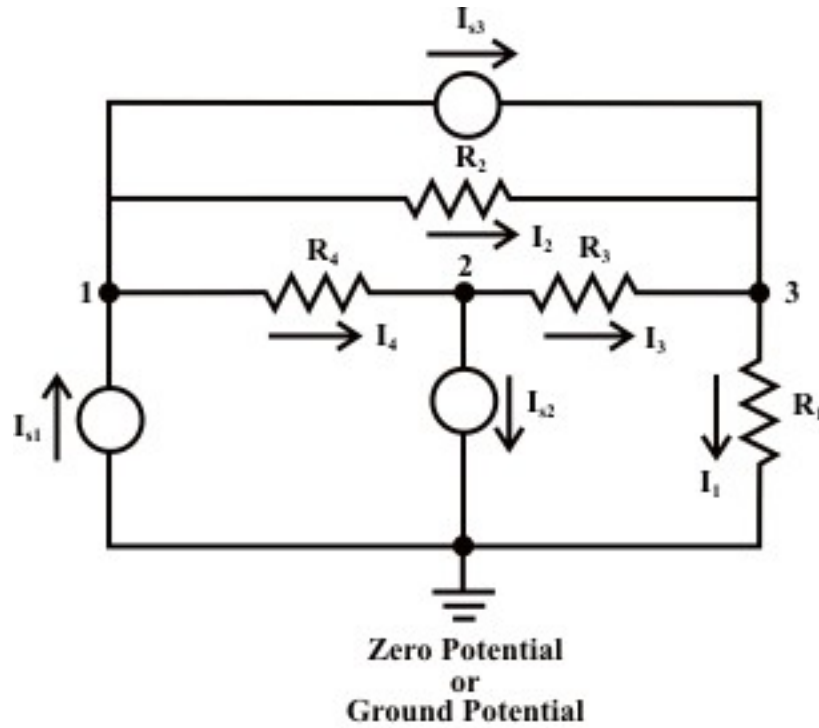 Is3
R2
R4
2
R3
I2
1
3
I4
I3
Is1
Is2
R1
I1
Zero Potential
or
Ground Potential